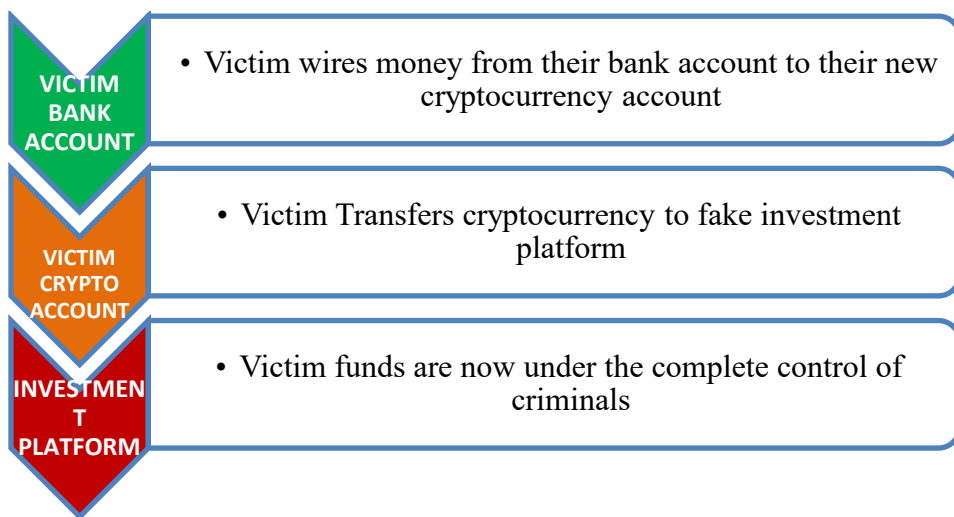 VICTIM
BANK
ACCOUNT
• Victim wires money from their bank account to their new
cryptocurrency account
VICTIM
CRYPTO
ACCOUNT
• Victim Transfers cryptocurrency to fake investment
platform
INVESTMEN
T
PLATFORM
• Victim funds are now under the complete control of
criminals